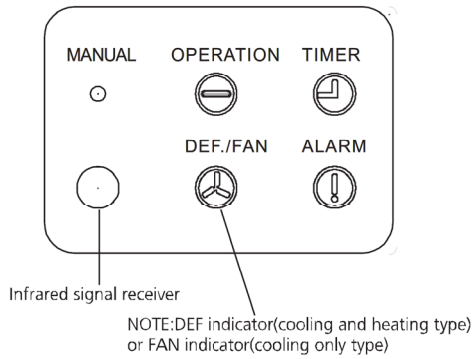 MANUAL OPERATION TIMER
DEF./FAN ALARM
Infrared signal receiver
NOTE:DEF indicator(cooling and heating type)
or FAN indicator(cooling only type)